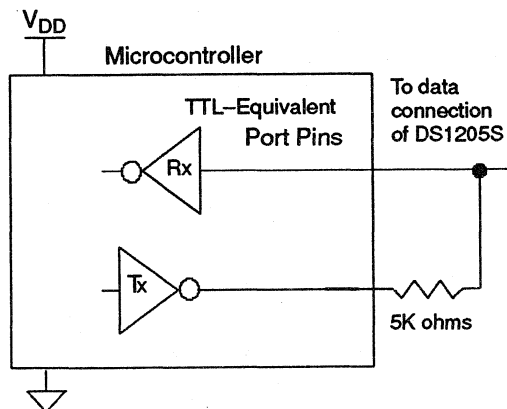 VDD
Microcontroller
TTL–Equivalent
Port Pins
To data
connection
of DS1205S
Rx
Tx
5K ohms